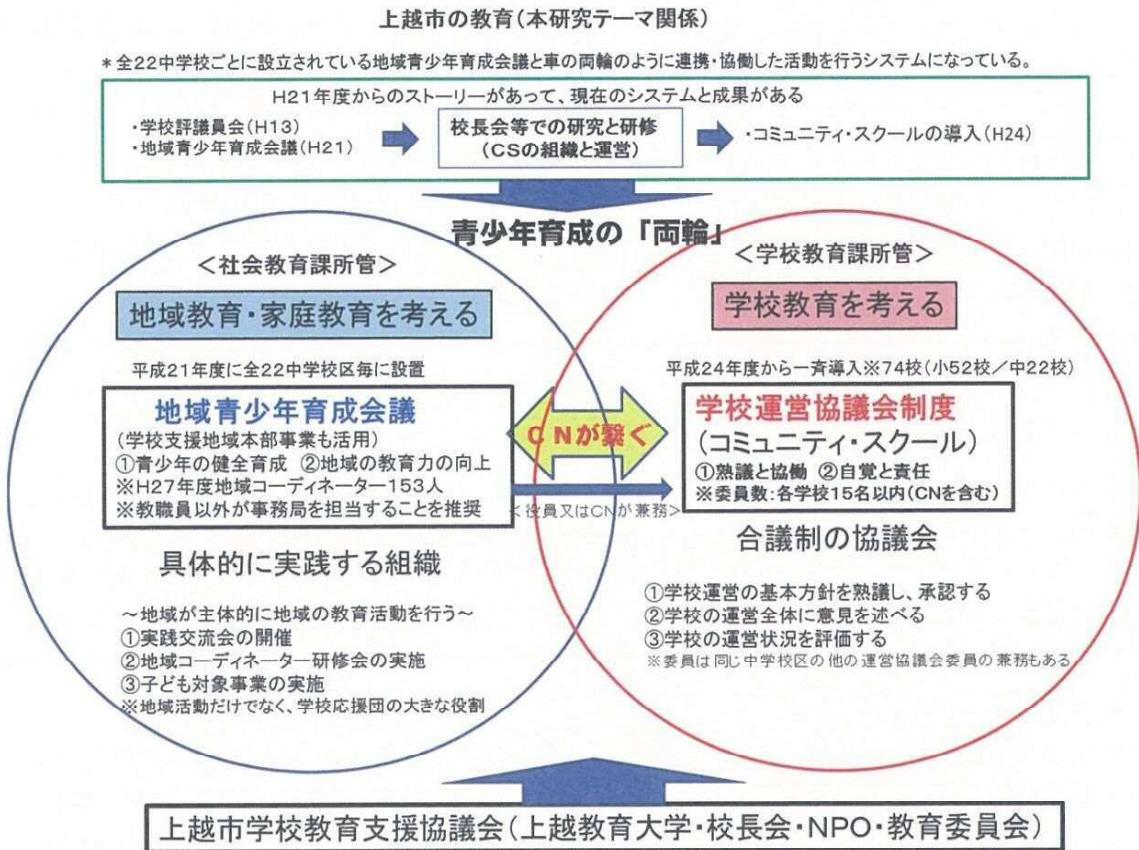 上越市の教育(本研究テーマ関係)
*全22中学校ごとに設立されている地域青少年育成会議と車の両輪のように連携・協働した活動を行うシステムになっている。
H21年度からのストーリーがあって、現在のシステムと成果がある
・学校評議員会(H13)
・地域青少年育成会議(H21)
校長会等での研究と研修
(CSの組織と運営)
・コミュニティ・スクールの導入(H24)
青少年育成の「両輪」
<社会教育課所管>
地域教育・家庭教育を考える
平成21年度に全22中学校区毎に設置
地域青少年育成会議
(学校支援地域本部事業も活用)
①青少年の健全育成 ②地域の教育力の向上
※H27年度地域コーディネーター153人
※教職員以外が事務局を担当することを推奨
具体的に実践する組織
~地域が主体的に地域の教育活動を行う~
①実践交流会の開催
②地域コーディネーター研修会の実施
③子ども対象事業の実施
※地域活動だけでなく、学校応援団の大きな役割
CNが繋ぐ
<役員又はCNが兼務>
<学校教育課所管>
学校教育を考える
平成24年度から一斉導入※74校(小52校/中22校)
学校運営協議会制度
(コミュニティ・スクール)
①熟議と協働 ②自覚と責任
※委員数:各学校15名以内(CNを含む)
合議制の協議会
①学校運営の基本方針を熟議し、承認する
②学校の運営全体に意見を述べる
③学校の運営状況を評価する
※委員は同じ中学校区の他の運営協議会委員の兼務もある
上越市学校教育支援協議会(上越教育大学・校長会・NPO・教育委員会)